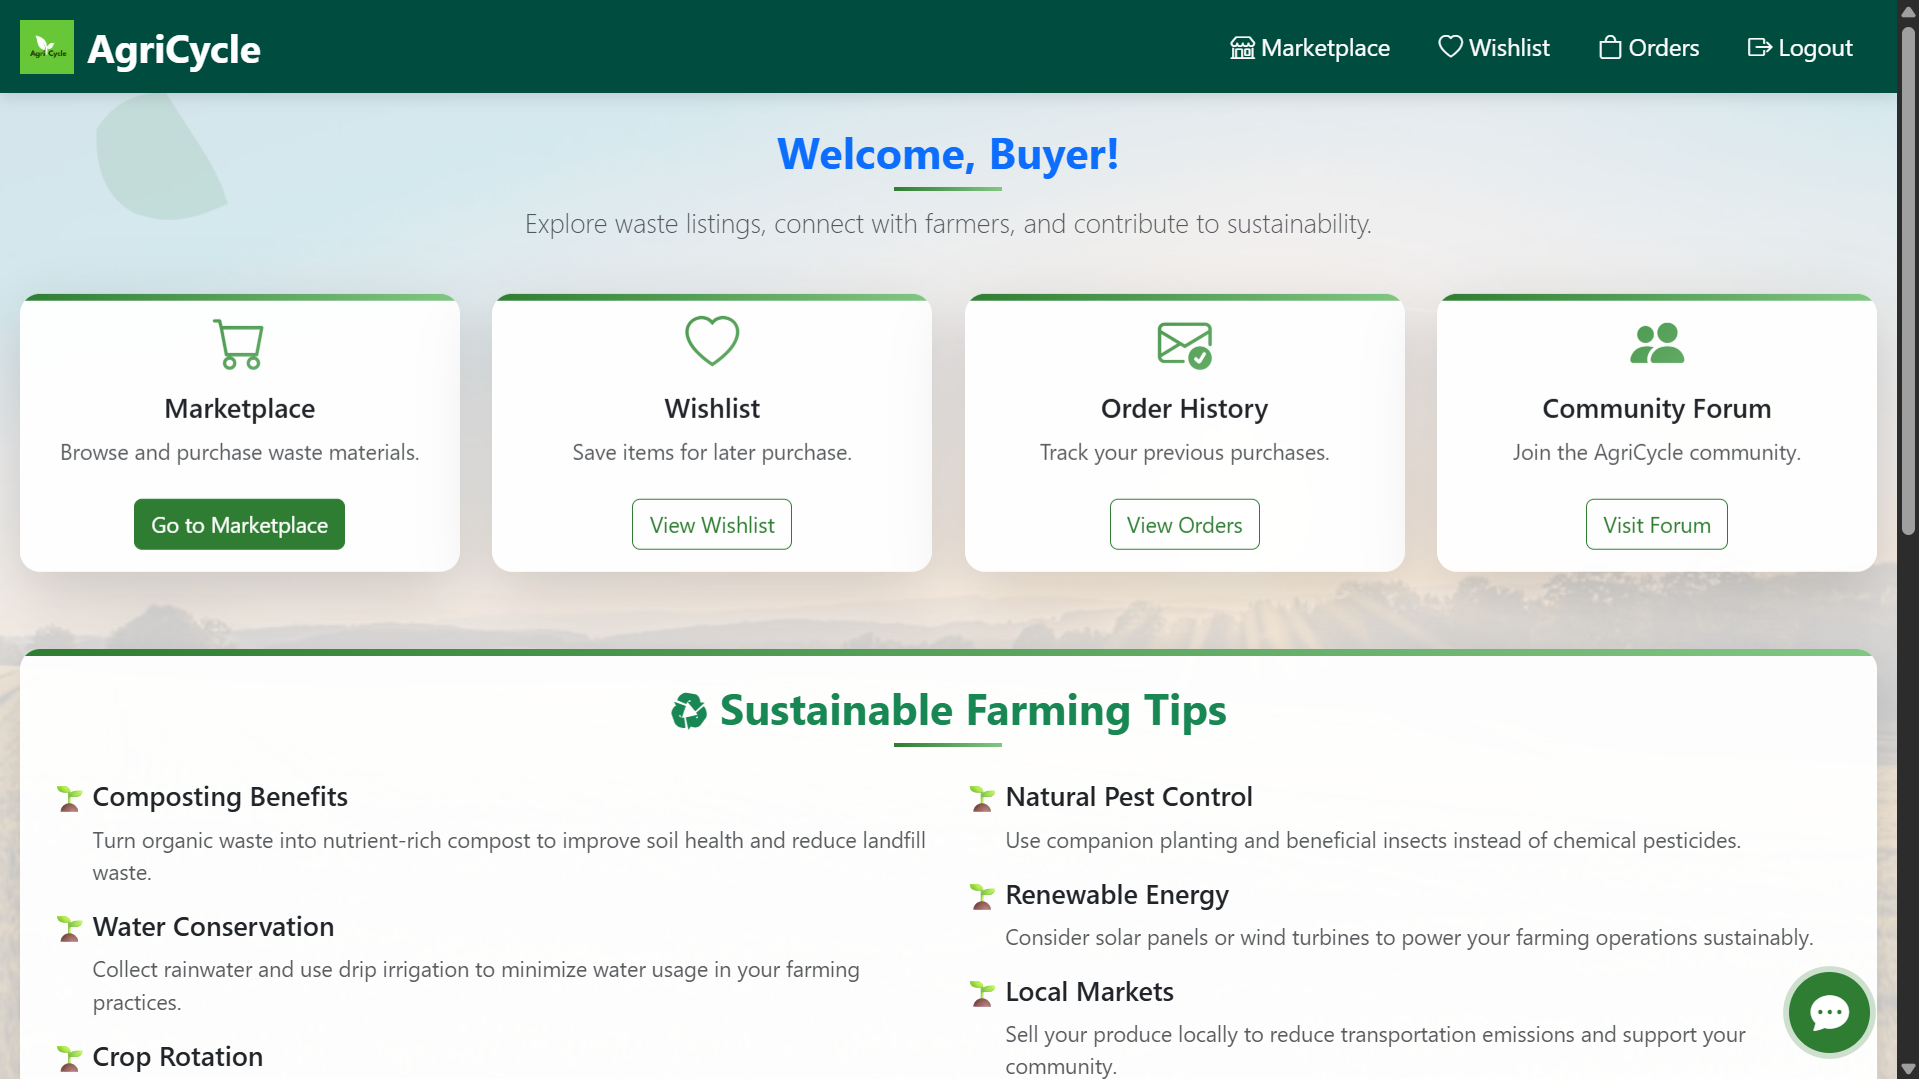 Agri Cycle
AgriCycle
Marketplace
Wishlist
Orders
Logout
Welcome, Buyer!
Explore waste listings, connect with farmers, and contribute to sustainability.
Marketplace
Browse and purchase waste materials.
Go to Marketplace
Wishlist
Save items for later purchase.
View Wishlist
Order History
Track your previous purchases.
View Orders
Community Forum
Join the AgriCycle community.
Visit Forum
Sustainable Farming Tips
Composting Benefits
Turn organic waste into nutrient-rich compost to improve soil health and reduce landfill
waste.
Water Conservation
Collect rainwater and use drip irrigation to minimize water usage in your farming
practices.
Crop Rotation
Natural Pest Control
Use companion planting and beneficial insects instead of chemical pesticides.
Renewable Energy
Consider solar panels or wind turbines to power your farming operations sustainably.
Local Markets
Sell your produce locally to reduce transportation emissions and support your
community.